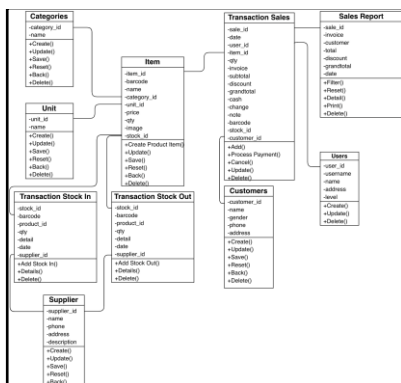 Categories
-category_id
-name
+Create()
+Update()
+Save()
+Reset()
+Back()
+Delete()
Unit
-unit_id
-name
+Create()
+Update()
+Save()
+Reset()
+Back()
+Delete()
Item
-item_id
-barcode
-name
-category_id
-unit_id
-price
-qty
-image
-stock_id
+Create Product Item()
+Update()
+Save()
+Reset()
+Back()
+Delete()
Transaction Sales
-sale_id
-date
-user_id
-item_id
-qty
-invoice
-subtotal
-discount
-grandtotal
-cash
-change
-note
-barcode
-stock_id
-customer_id
+Add()
+Process Payment()
+Cancel()
+Update()
+Delete()
Sales Report
-sale_id
-invoice
-customer
-total
-discount
-grandtotal
-date
+Filter()
+Reset()
+Detail()
+Print()
+Delete()
Users
-user_id
-username
-name
-address
-level
+Create()
+Update()
+Delete()
Transaction Stock In
-stock_id
-barcode
-product_id
-qty
-detail
-date
-supplier_id
+Add Stock In()
+Details()
+Delete()
Transaction Stock Out
-stock_id
-barcode
-product_id
-qty
-detail
-date
-supplier_id
+Add Stock Out()
+Details()
+Delete()
Customers
-customer_id
-name
-gender
-phone
-address
+Create()
+Update()
+Save()
+Reset()
+Back()
+Delete()
Supplier
-supplier_id
-name
-phone
-address
-description
+Create()
+Update()
+Save()
+Reset()
+Back()